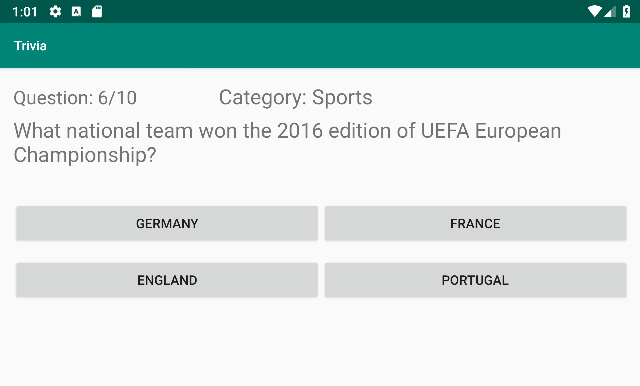 1:01
Trivia
Question: 6/10 Category: Sports
What national team won the 2016 edition of UEFA European
Championship?
GERMANY FRANCE
ENGLAND PORTUGAL